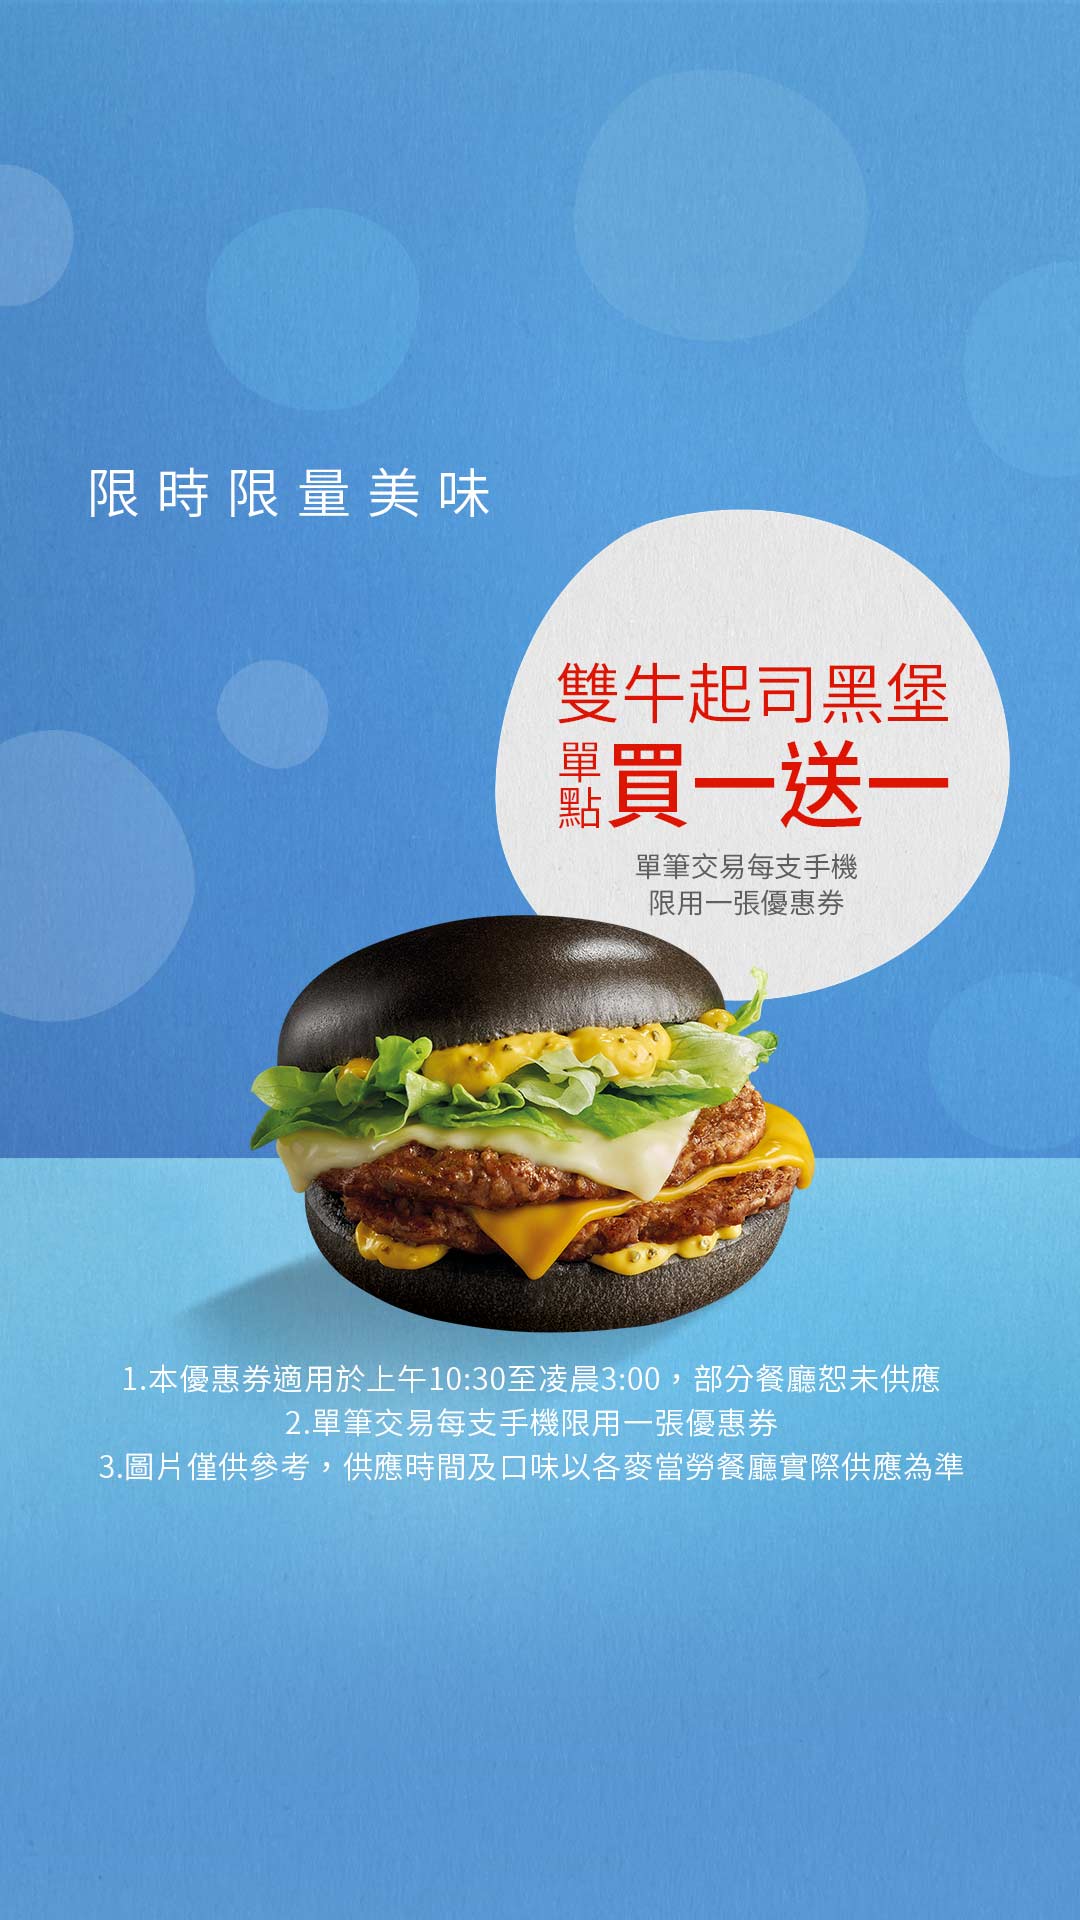 限時限量美味
雙牛起司黑堡
單點買一送一
單筆交易每支手機
限用一張優惠券
1.本優惠券適用於上午10:30至凌晨3:00，部分餐廳恕未供應
2.單筆交易每支手機限用一張優惠券
3.圖片僅供參考，供應時間及口味以各麥當勞餐廳實際供應為準